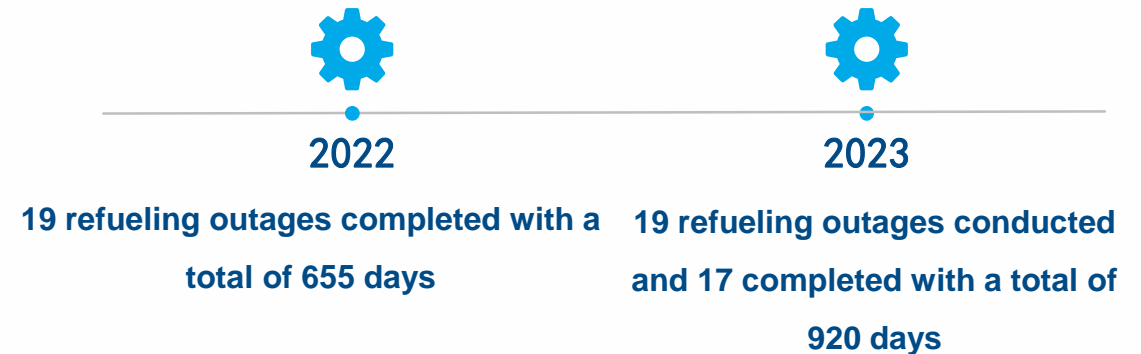 2022
19 refueling outages completed with a
total of 655 days
2023
19 refueling outages conducted
and 17 completed with a total of
920 days